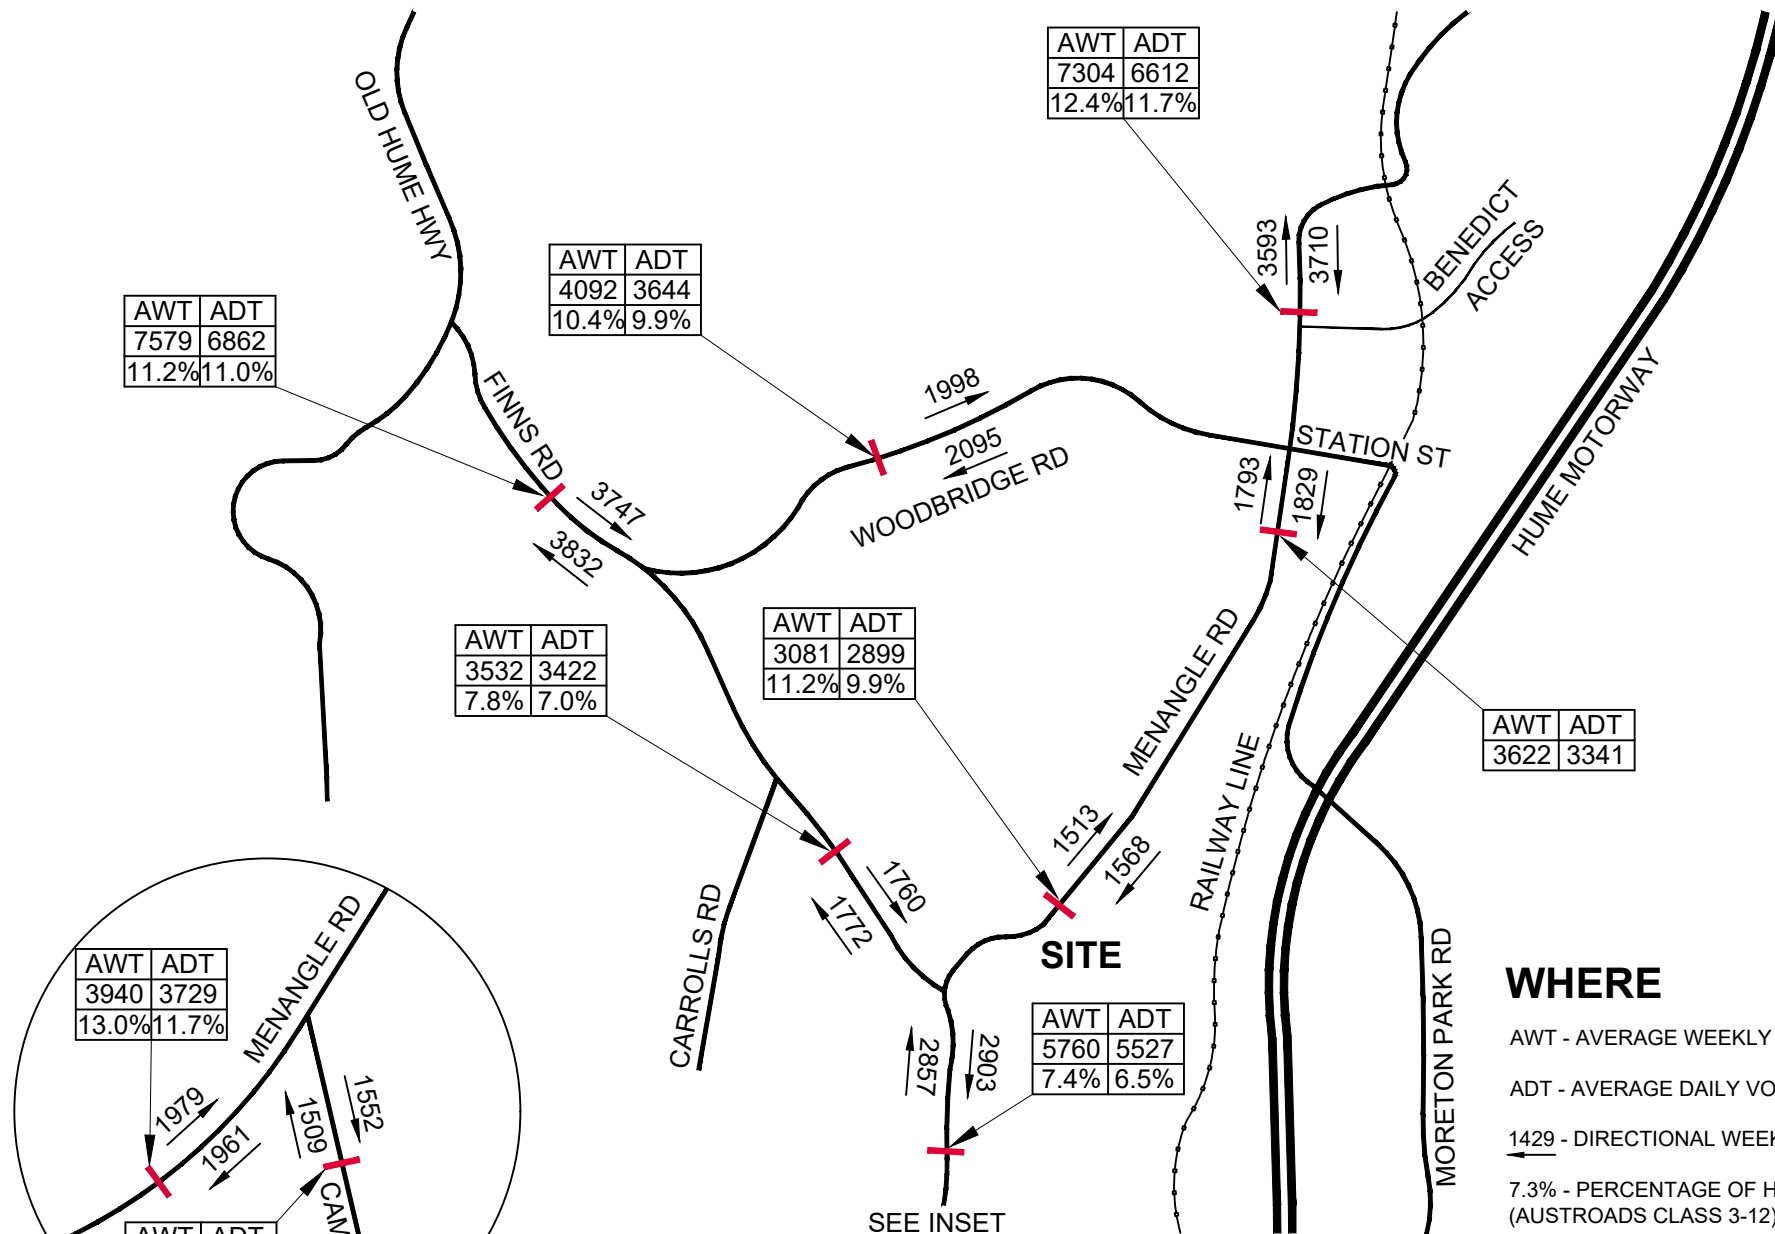 AWT ADT
7304 6612
12.4% 11.7%
OLD HUME HWY
3593
3710
BENEDICT
ACCESS
AWT ADT
4092 3644
10.4% 9.9%
AWT ADT
7579 6862
11.2% 11.0%
FINNS RD
1998
2095
WOODBRIDGE RD
STATION ST
HUME MOTORWAY
3747
3832
1793
1829
AWT ADT
3532 3422
7.8% 7.0%
AWT ADT
3081 2899
11.2% 9.9%
MENANGLE RD
AWT ADT
3622 3341
RAILWAY LINE
1513
1568
1760
1772
CARROLLS RD
SITE
MORETON PARK RD
AWT ADT
3940 3729
13.0% 11.7%
MENANGLE RD
1979
1961
1509
1552
CAM
AWT ADT
2857
2903
AWT ADT
5760 5527
7.4% 6.5%
SEE INSET
WHERE
AWT - AVERAGE WEEKLY
ADT - AVERAGE DAILY VO
1429 - DIRECTIONAL WEEK
7.3% - PERCENTAGE OF H
(AUSTROADS CLASS 3-12)